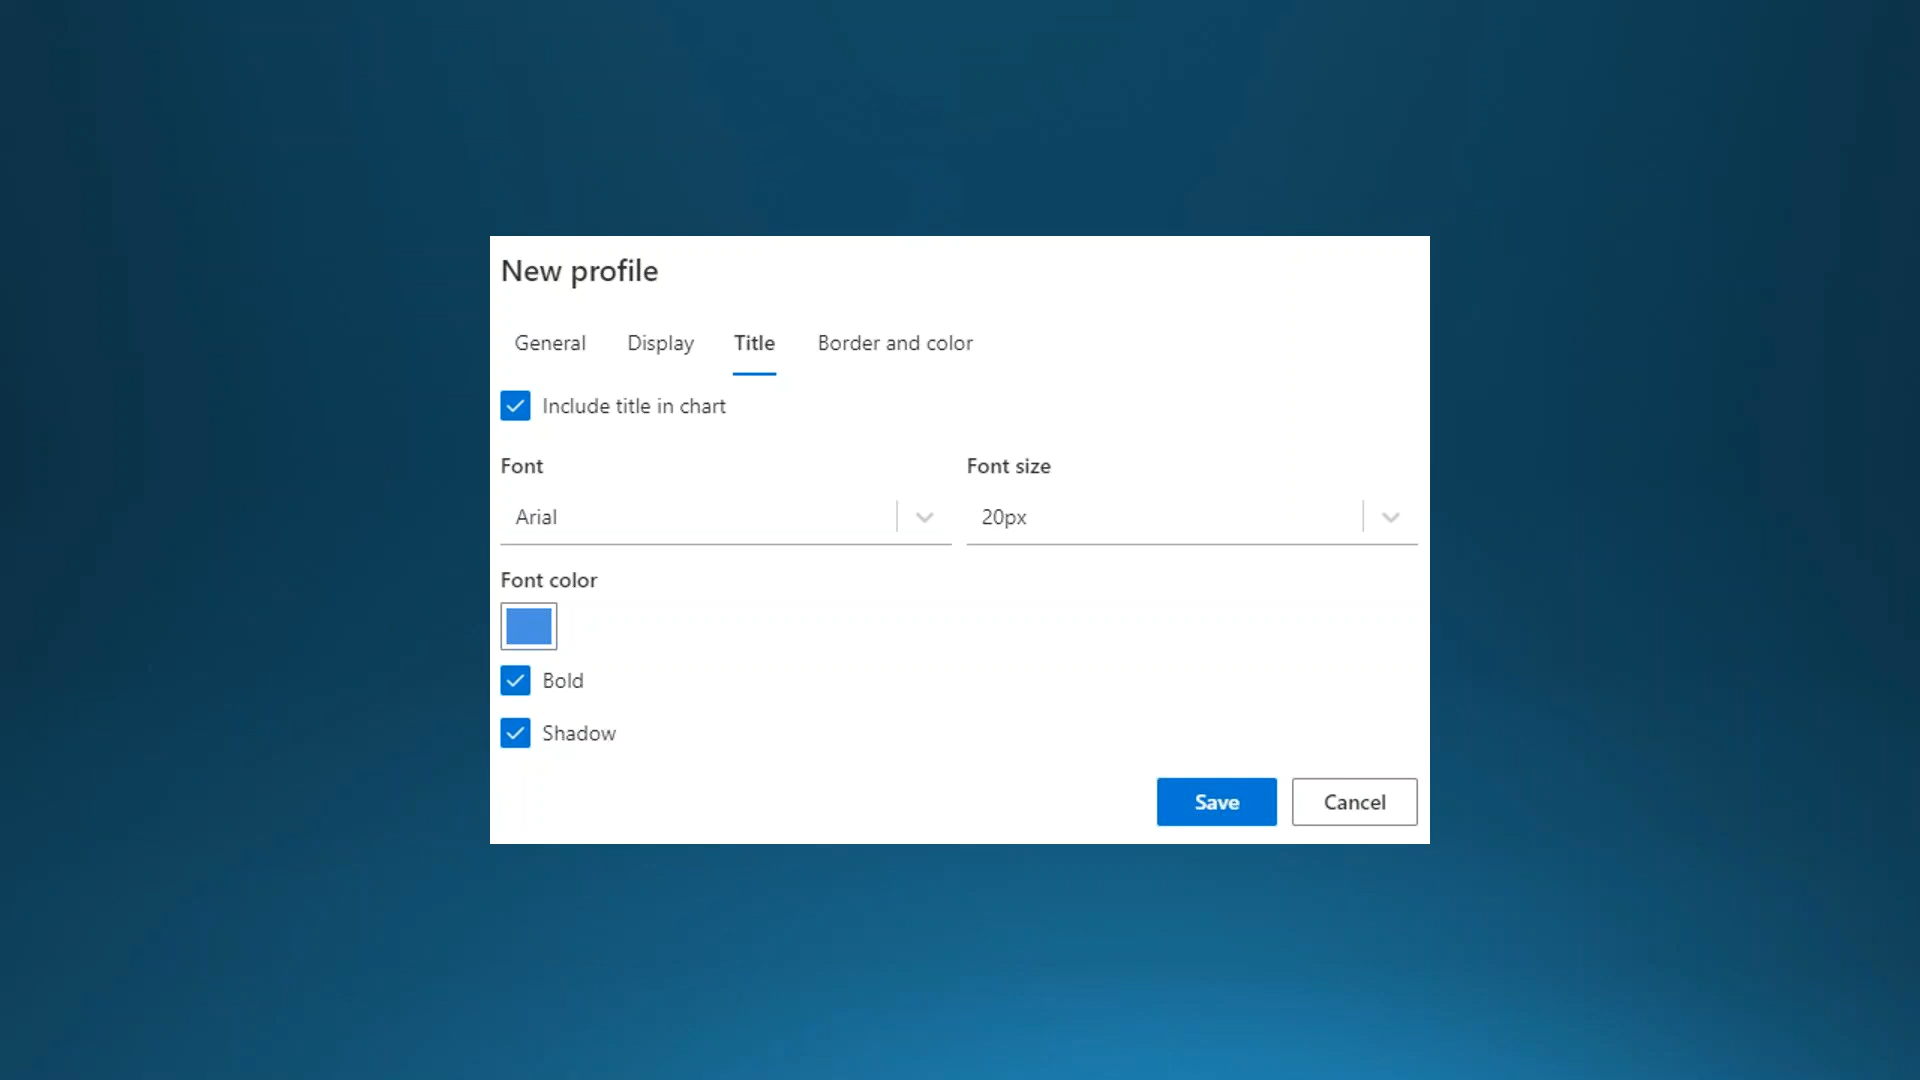 New profile
General Display Title Border and color
Include title in chart
Font Font size
Arial 20px
Font color
Bold
Shadow
Save Cancel